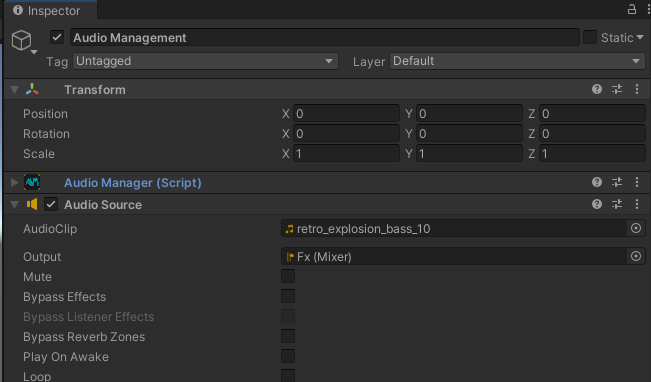 Inspector
Audio Management Static
Tag Untagged Layer Default
Transform
Position X 0 Y 0 Z 0
Rotation X 0 Y 0 Z 0
Scale X 1 Y 1 Z 1
Audio Manager (Script)
Audio Source
AudioClip retro_explosion_bass_10
Output Fx (Mixer)
Mute
Bypass Effects
Bypass Listener Effects
Bypass Reverb Zones
Play On Awake
Loop